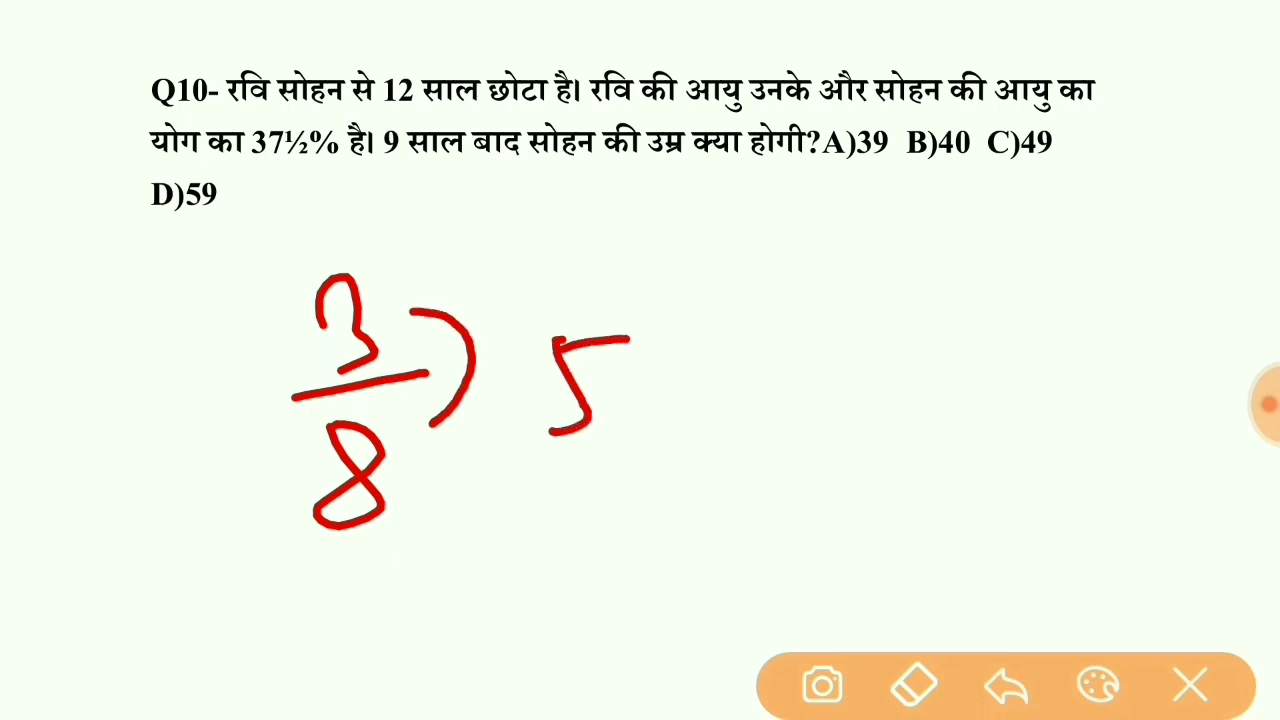 Q10- रवि सोहन से 12 साल छोटा है। रवि की आयु उनके और सोहन की आयु का
योग का 37½% है। 9 साल बाद सोहन की उम्र क्या होगी?A)39 B)40 C)49
D)59
3
8
) 5